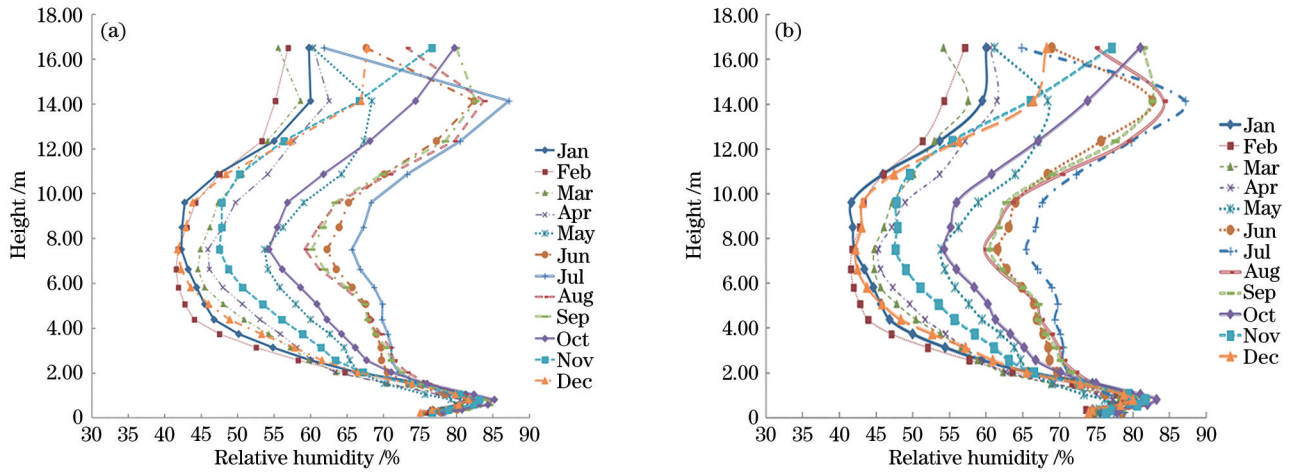 (a)
Height /m
18.00
16.00
14.00
12.00
10.00
8.00
6.00
4.00
2.00
0
30 35 40 45 50 55 60 65 70 75 80 85 90
Relative humidity /%
Jan
Feb
Mar
Apr
May
Jun
Jul
Aug
Sep
Oct
Nov
Dec
(b)
Height /m
18.00
16.00
14.00
12.00
10.00
8.00
6.00
4.00
2.00
0
30 35 40 45 50 55 60 65 70 75 80 85 90
Relative humidity /%
Jan
Feb
Mar
Apr
May
Jun
Jul
Aug
Sep
Oct
Nov
Dec